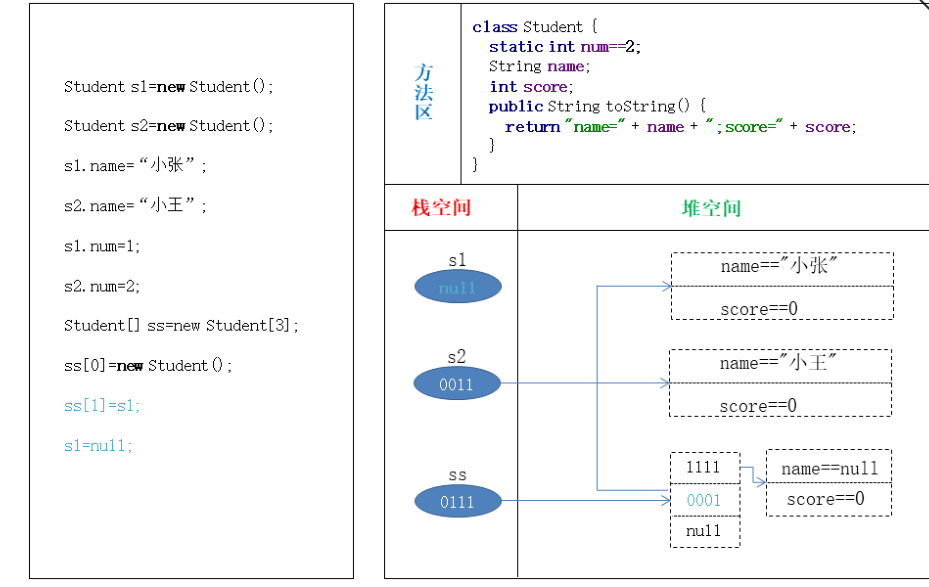 Student s1=new Student();
Student s2=new Student();
s1.name=“小张”;
s2.name=“小王”;
s1.num=1;
s2.num=2;
Student[] ss=new Student[3];
ss[0]=new Student();
ss[1]=s1;
s1=null;
方法区
class Student {
static int num==2;
String name;
int score;
public String toString() {
return "name=" + name + ";score=" + score;
}
}
栈空间
堆空间
s1
null
name=="小张"
score==0
s2
0011
name=="小王"
score==0
ss
0111
1111
0001
null
name==null
score==0